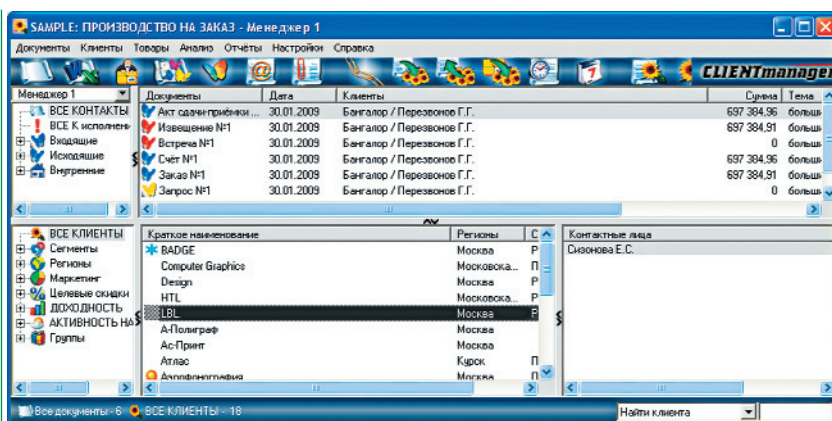 SAMPLE: ПРОИЗВОДСТВО НА ЗАКАЗ - Менеджер 1
Документы Клиенты Товары Анализ Отчёты Настройки Справка
CLIENTmanager
Менеджер 1
ВСЕ КОНТАКТЫ
ВСЕ К исполнен
Входящие
Исходящие
Внутренние
Документы Дата Клиенты Сумма Тема
Акт сдачи-приёмки ... 30.01.2009 Бангалор / Перезвонов Г.Г. 697 384,96 больш
Извещение №1 30.01.2009 Бангалор / Перезвонов Г.Г. 697 384,91 больш
Встреча №1 30.01.2009 Бангалор / Перезвонов Г.Г. 0 больш
Счёт №1 30.01.2009 Бангалор / Перезвонов Г.Г. 697 384,96 больш
Заказ №1 30.01.2009 Бангалор / Перезвонов Г.Г. 697 384,91 больш
Запрос №1 30.01.2009 Бангалор / Перезвонов Г.Г. 0 больш
ВСЕ КЛИЕНТЫ
Сегменты
Регионы
Маркетинг
Целевые скидки
ДОХОДНОСТЬ
АКТИВНОСТЬ НА
Группы
Краткое наименование Регионы С
BADGE Москва Р
Computer Graphics Московска... П
Design Москва Р
HTL Московска... Р
LBL Москва Р
А-Полиграф Москва
Ас-Принт Москва
Атлас Курск П
Аэрофонография Москва П
Контактные лица
Сизонова Е.С.
Все документы - 6 ВСЕ КЛИЕНТЫ - 18
Найти клиента